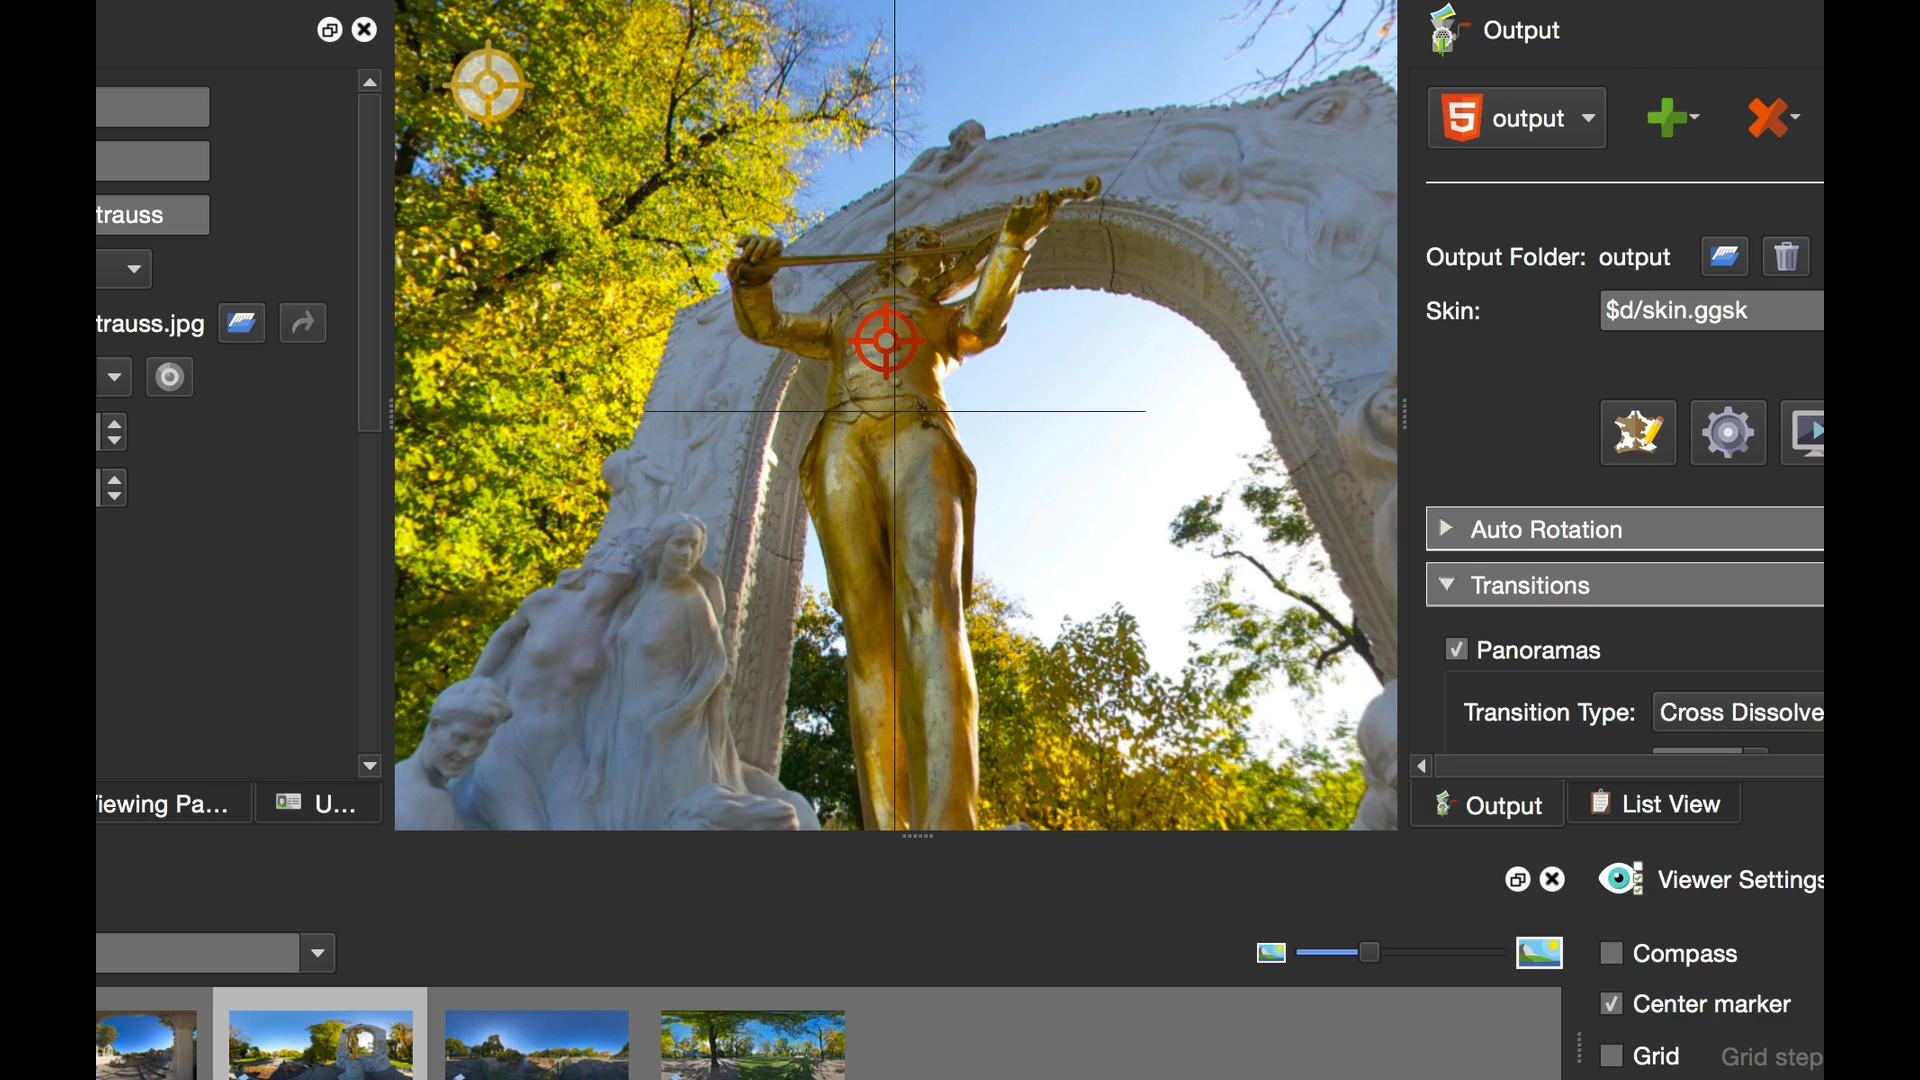 Output
output
Output Folder: output
Skin: $d/skin.ggsk
trauss
trauss.jpg
Auto Rotation
Transitions
Panoramas
Transition Type: Cross Dissolve
iewing Pa...
U...
Output
List View
Viewer Settings
Compass
Center marker
Grid Grid step